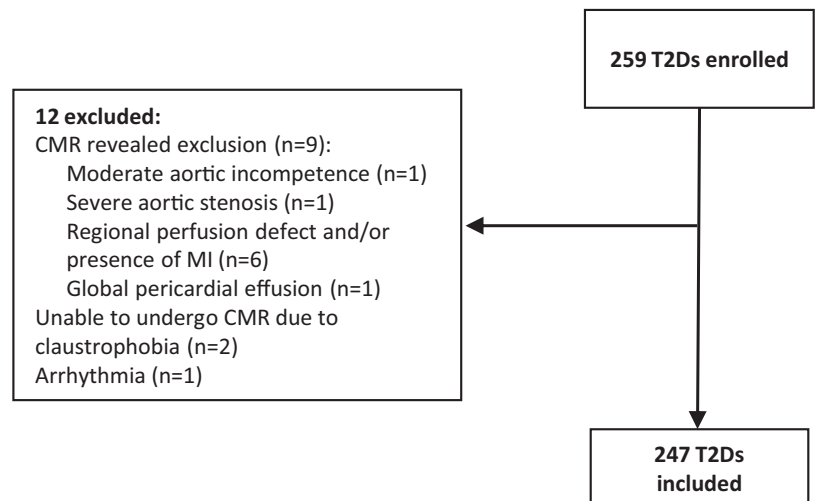 259 T2Ds enrolled
12 excluded:
CMR revealed exclusion (n=9):
Moderate aortic incompetence (n=1)
Severe aortic stenosis (n=1)
Regional perfusion defect and/or
presence of MI (n=6)
Global pericardial effusion (n=1)
Unable to undergo CMR due to
claustrophobia (n=2)
Arrhythmia (n=1)
247 T2Ds
included